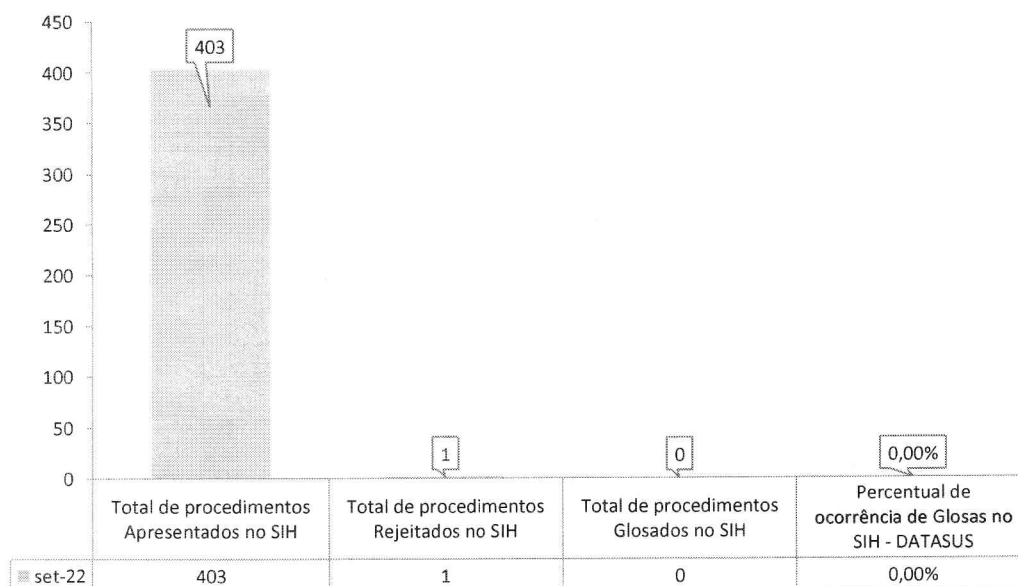 450
400
350
300
250
200
150
100
50
0
403
1
0
0,00%
Total de procedimentos
Apresentados no SIH
Total de procedimentos
Rejeitados no SIH
Total de procedimentos
Glosados no SIH
Percentual de
ocorrência de Glosas no
SIH - DATASUS
set-22 403 1 0 0,00%